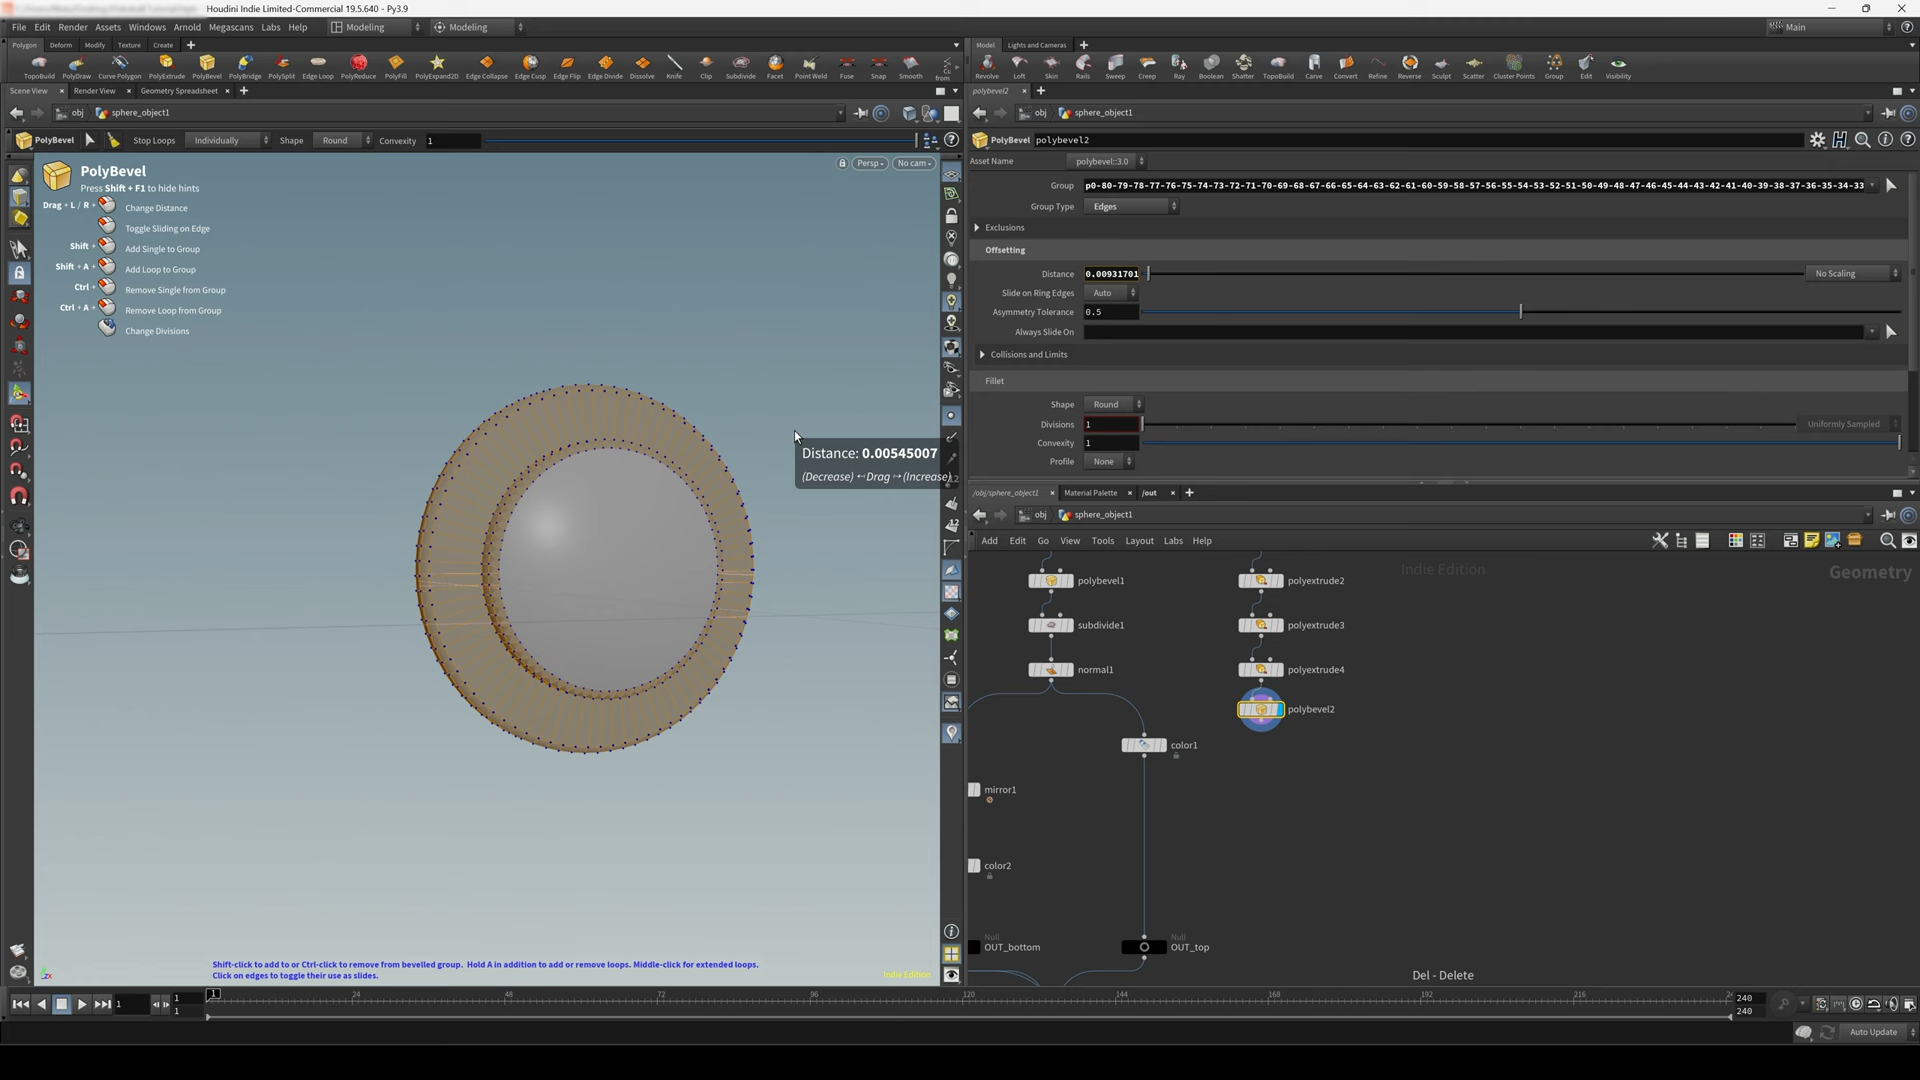 Houdini Indie Limited-Commercial 19.5.640 - Py3.9
File Edit Render Assets Windows Arnold Megascans Labs Help Modeling Modeling Main
Polygon Deform Modify Texture Create
TopoBuild PolyDraw Curve Polygon PolyExtrude PolyBevel PolyBridge PolySplit Edge Loop PolyReduce PolyFill PolyExpand2D Edge Collapse Edge Cusp Edge Flip Edge Divide Dissolve Knife Clip Subdivide Facet Point Weld Fuse Snap Smooth
Model Lights and Cameras
Revolve Loft Skin Rails Sweep Creep Ray Boolean Shatter TopoBuild Carve Convert Refine Reverse Sculpt Scatter Cluster Points Group Edit Visibility
Scene View Render View Geometry Spreadsheet
obj sphere_object1
PolyBevel Stop Loops Individually Shape Round Convexity 1
Persp No cam
PolyBevel
Press Shift + F1 to hide hints
Drag + L / R + Change Distance
Toggle Sliding on Edge
Shift + Add Single to Group
Shift + A + Add Loop to Group
Ctrl + Remove Single from Group
Ctrl + A + Remove Loop from Group
Change Divisions
Distance: 0.00545007
(Decrease) ↤ Drag ↦ (Increase)
Shift-click to add to or Ctrl-click to remove from bevelled group. Hold A in addition to add or remove loops. Middle-click for extended loops.
Click on edges to toggle their use as slides.
Indie Edition
polybevel2
obj sphere_object1
PolyBevel polybevel2
Asset Name polybevel::3.0
Group p0-80-79-78-77-76-75-74-73-72-71-70-69-68-67-66-65-64-63-62-61-60-59-58-57-56-55-54-53-52-51-50-49-48-47-46-45-44-43-42-41-40-39-38-37-36-35-34-33
Group Type Edges
Exclusions
Offsetting
Distance 0.00931701 No Scaling
Slide on Ring Edges Auto
Asymmetry Tolerance 0.5
Always Slide On
Collisions and Limits
Fillet
Shape Round
Divisions 1 Uniformly Sampled
Convexity 1
Profile None
/obj/sphere_object1 Material Palette /out
obj sphere_object1
Add Edit Go View Tools Layout Labs Help
Indie Edition
Geometry
polybevel1
polyextrude2
subdivide1
polyextrude3
normal1
polyextrude4
polybevel2
color1
mirror1
color2
Null
OUT_bottom
Null
OUT_top
Del - Delete
1 1 1 1 24 48 72 96 120 144 168 192 216 240 240
Auto Update